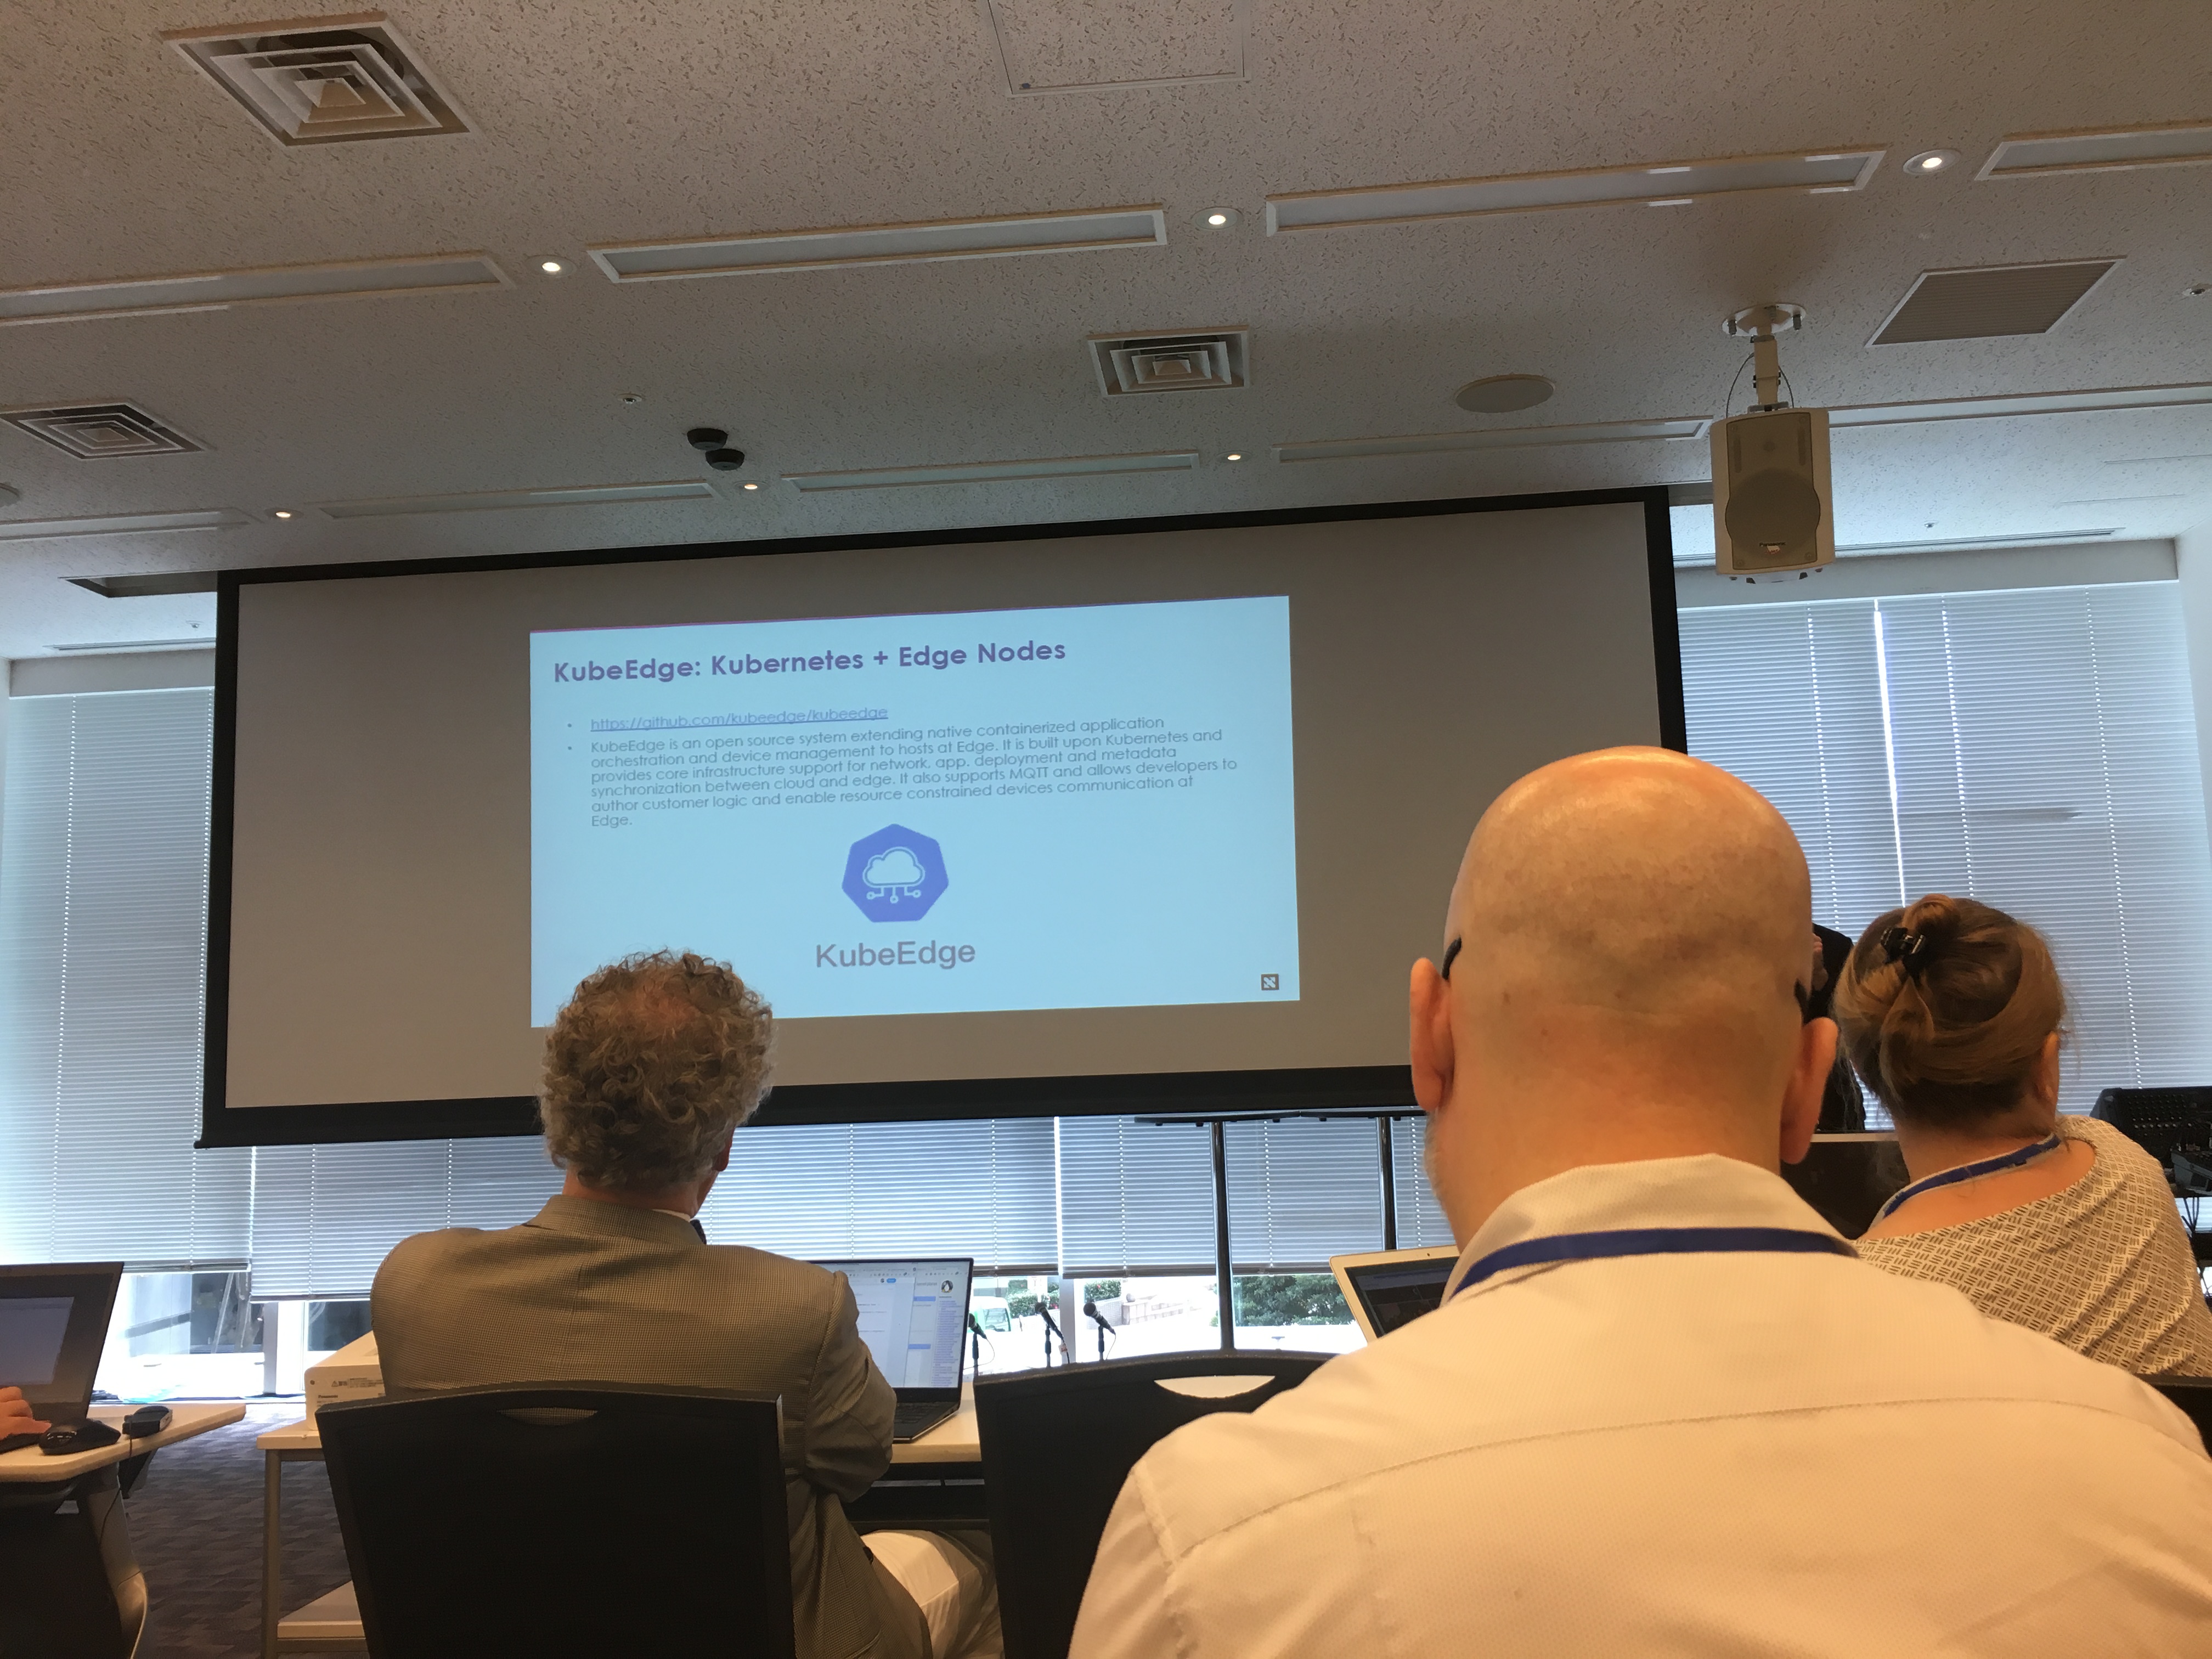 KubeEdge: Kubernetes + Edge Nodes
https://github.com/kubeedge/kubeedge
KubeEdge is an open source system extending native containerized application
orchestration and device management to hosts at Edge. It is built upon Kubernetes and
provides core infrastructure support for network, app. deployment and metadata
synchronization between cloud and edge. It also supports MQTT and allows developers to
author customer logic and enable resource constrained devices communication at
Edge.
KubeEdge